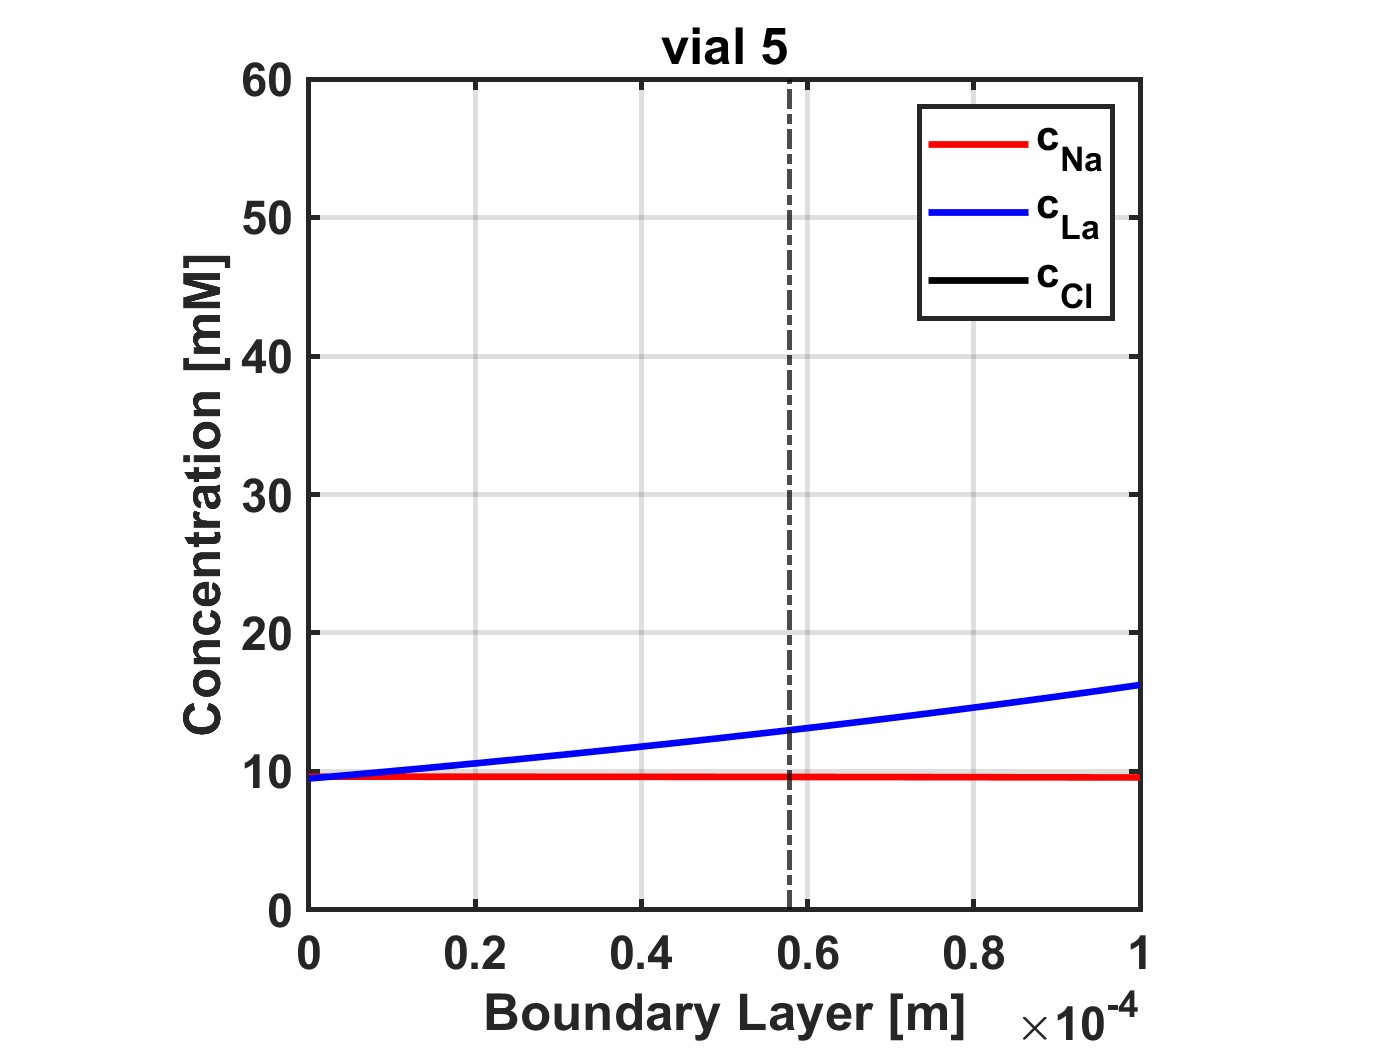 vial 5
60
50
40
30
20
10
0
Concentration [mM]
c_Na
c_La
c_Cl
0 0.2 0.4 0.6 0.8 1
Boundary Layer [m] ×10^-4